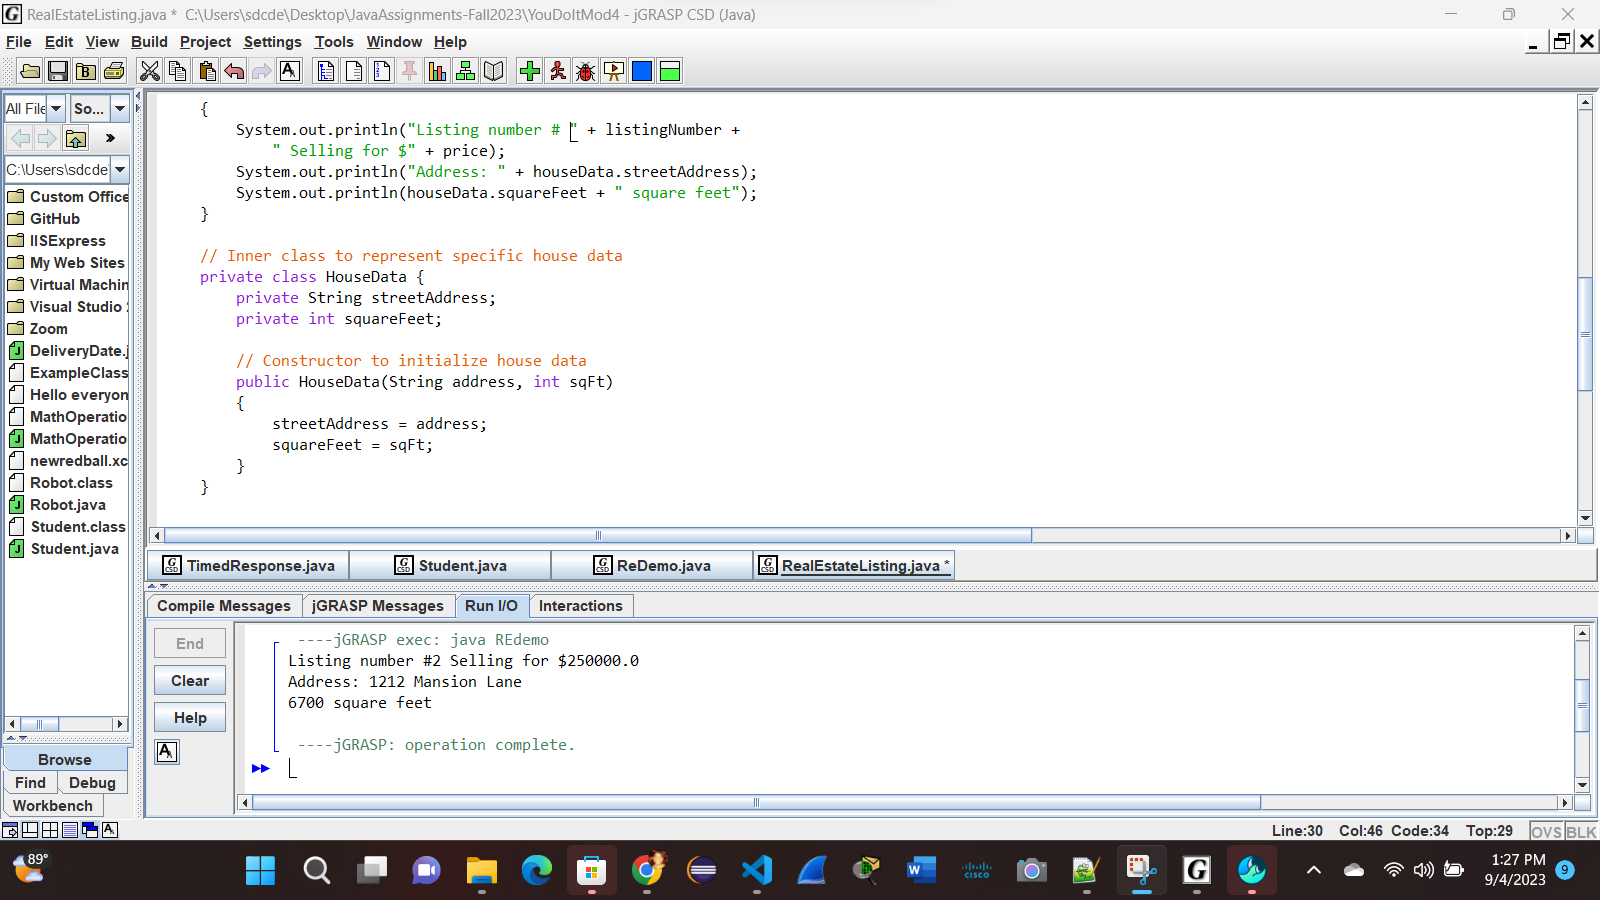 RealEstateListing.java * C:\Users\sdcde\Desktop\JavaAssignments-Fall2023\YouDoItMod4 - jGRASP CSD (Java)
File Edit View Build Project Settings Tools Window Help
All File So...
C:\Users\sdcde
Custom Office
GitHub
IISExpress
My Web Sites
Virtual Machin
Visual Studio
Zoom
DeliveryDate.j
ExampleClass
Hello everyon
MathOperatio
MathOperatio
newredball.xc
Robot.class
Robot.java
Student.class
Student.java
Browse
Find Debug
Workbench
{
System.out.println("Listing number # " + listingNumber +
" Selling for $" + price);
System.out.println("Address: " + houseData.streetAddress);
System.out.println(houseData.squareFeet + " square feet");
}
// Inner class to represent specific house data
private class HouseData {
private String streetAddress;
private int squareFeet;
// Constructor to initialize house data
public HouseData(String address, int sqFt)
{
streetAddress = address;
squareFeet = sqFt;
}
}
TimedResponse.java Student.java ReDemo.java RealEstateListing.java *
Compile Messages jGRASP Messages Run I/O Interactions
End
Clear
Help
----jGRASP exec: java REdemo
Listing number #2 Selling for $250000.0
Address: 1212 Mansion Lane
6700 square feet
----jGRASP: operation complete.
Line:30 Col:46 Code:34 Top:29 OVS BLK
89°
1:27 PM
9/4/2023
9